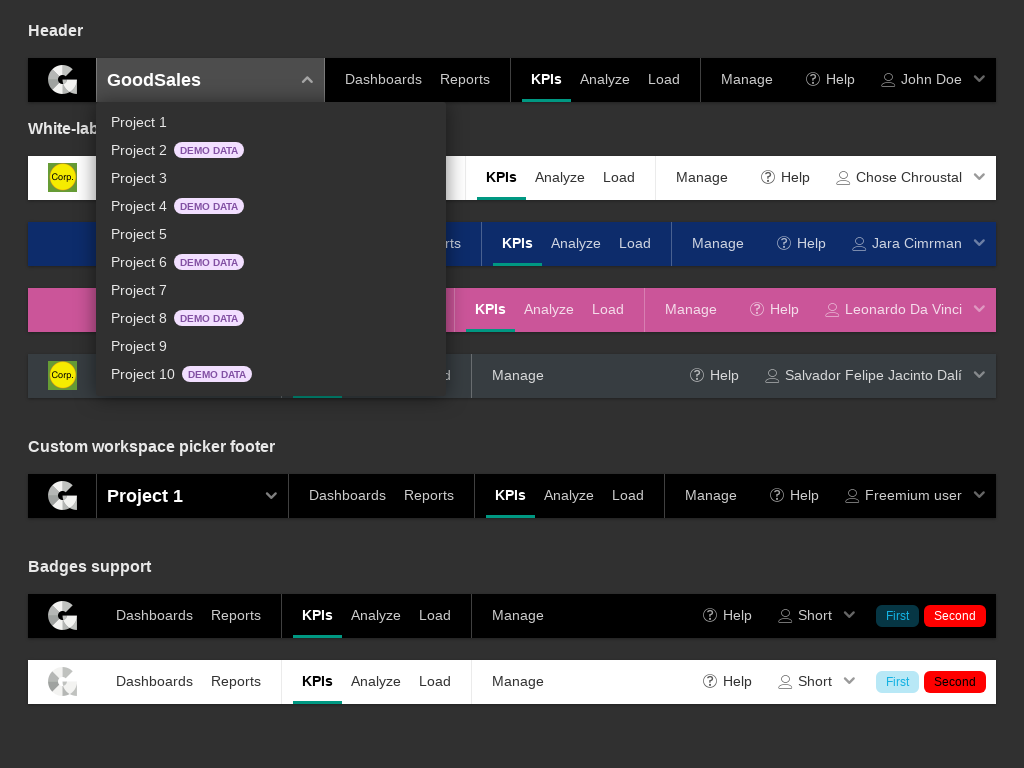 Header
GoodSales Dashboards Reports KPIs Analyze Load Manage Help John Doe
Project 1
White-lab
Project 2 DEMO DATA
Corp. Project 3 KPIs Analyze Load Manage Help Chose Chroustal
Project 4 DEMO DATA
Project 5 rts KPIs Analyze Load Manage Help Jara Cimrman
Project 6 DEMO DATA
Project 7
KPIs Analyze Load Manage Help Leonardo Da Vinci
Project 8 DEMO DATA
Project 9
Corp. Project 10 DEMO DATA d Manage Help Salvador Felipe Jacinto Dalí
Custom workspace picker footer
Project 1 Dashboards Reports KPIs Analyze Load Manage Help Freemium user
Badges support
Dashboards Reports KPIs Analyze Load Manage Help Short First Second
Dashboards Reports KPIs Analyze Load Manage Help Short First Second